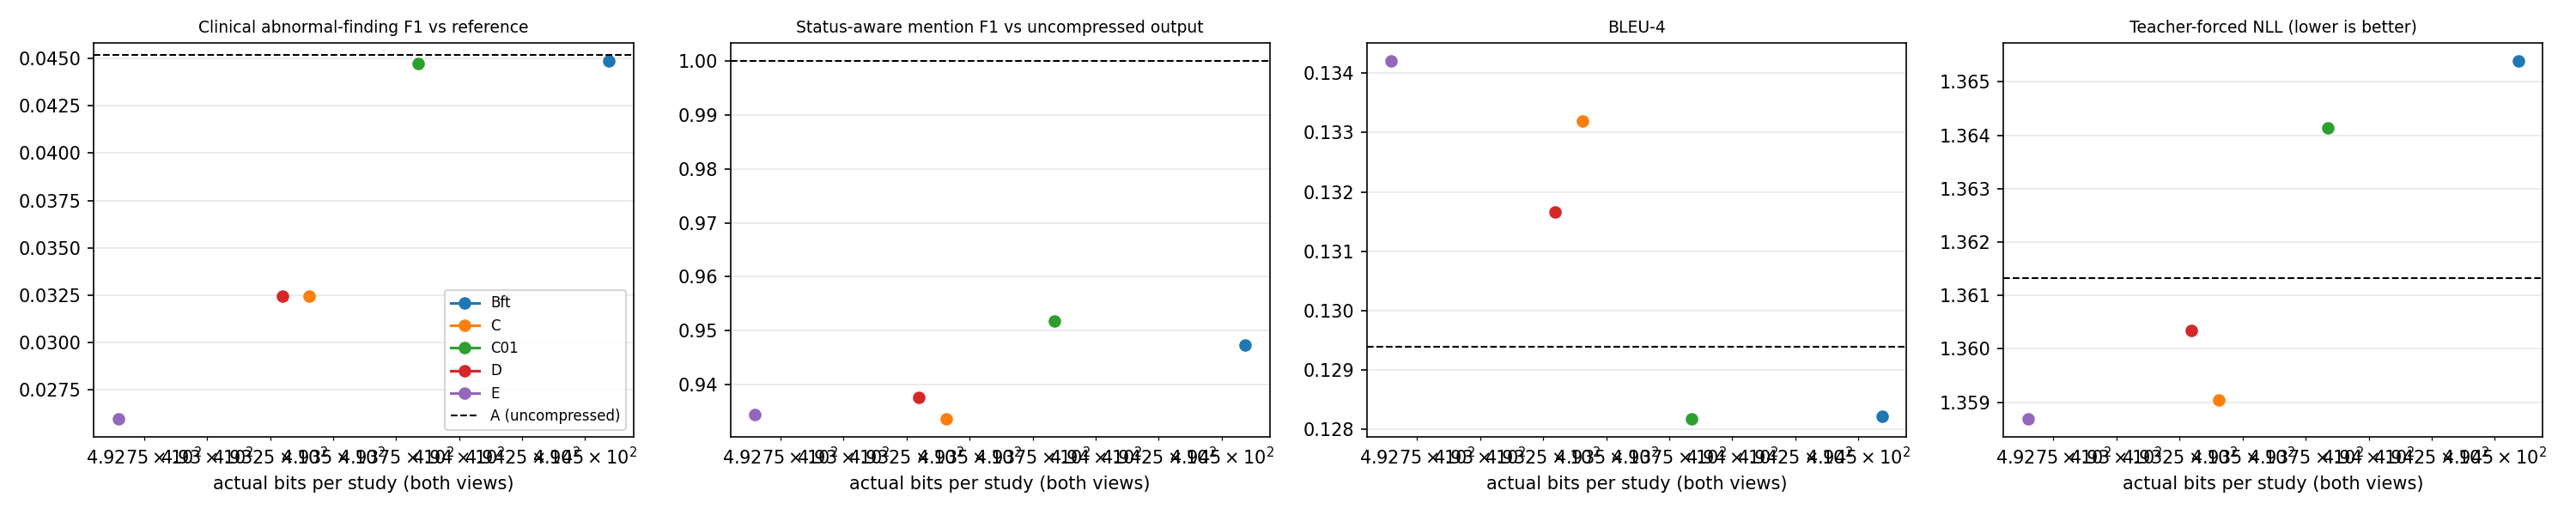 Clinical abnormal-finding F1 vs reference
0.0450
0.0425
0.0400
0.0375
0.0350
0.0325
0.0300
0.0275
Bft
C
C01
D
E
A (uncompressed)
actual bits per study (both views)
Status-aware mention F1 vs uncompressed output
1.00
0.99
0.98
0.97
0.96
0.95
0.94
actual bits per study (both views)
BLEU-4
0.134
0.133
0.132
0.131
0.130
0.129
0.128
actual bits per study (both views)
Teacher-forced NLL (lower is better)
1.365
1.364
1.363
1.362
1.361
1.360
1.359
actual bits per study (both views)